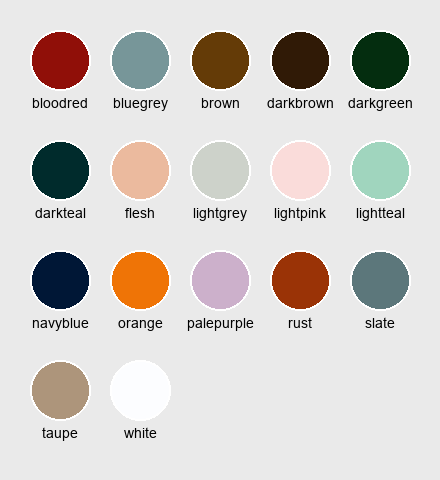 bloodred bluegrey brown darkbrown darkgreen
darkteal flesh lightgrey lightpink lightteal
navyblue orange palepurple rust slate
taupe white